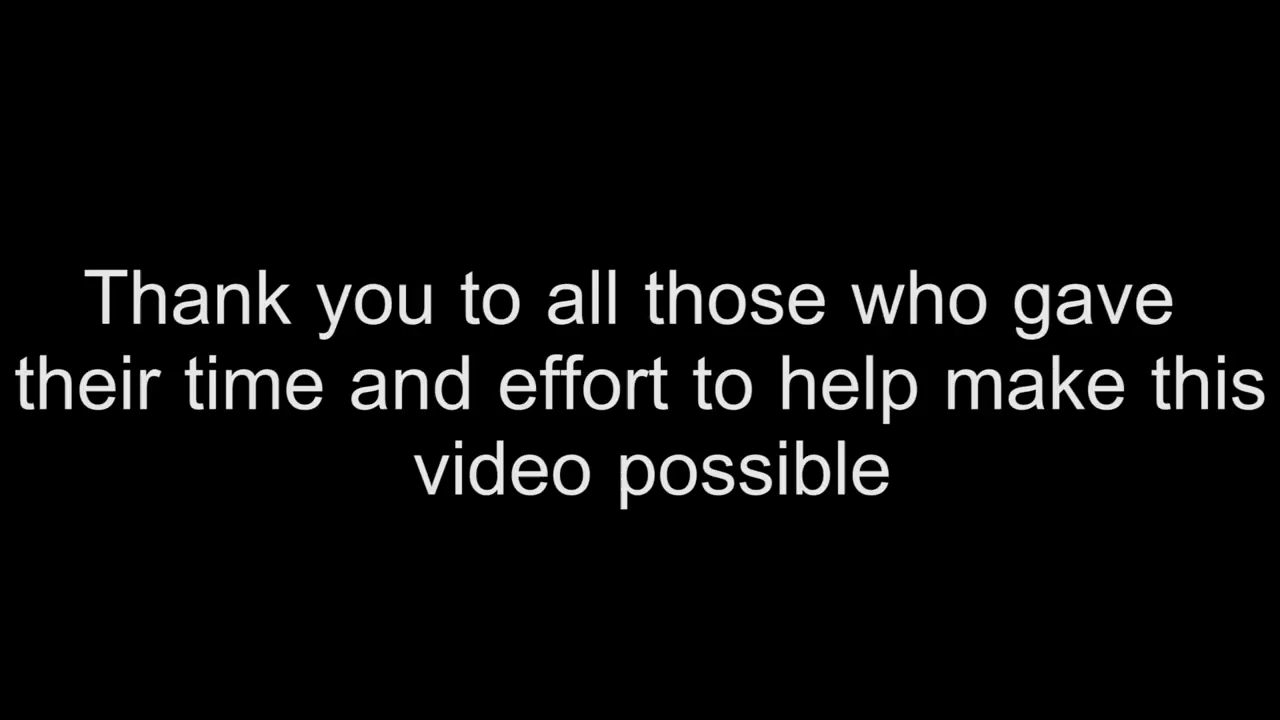 Thank you to all those who gave
their time and effort to help make this
video possible